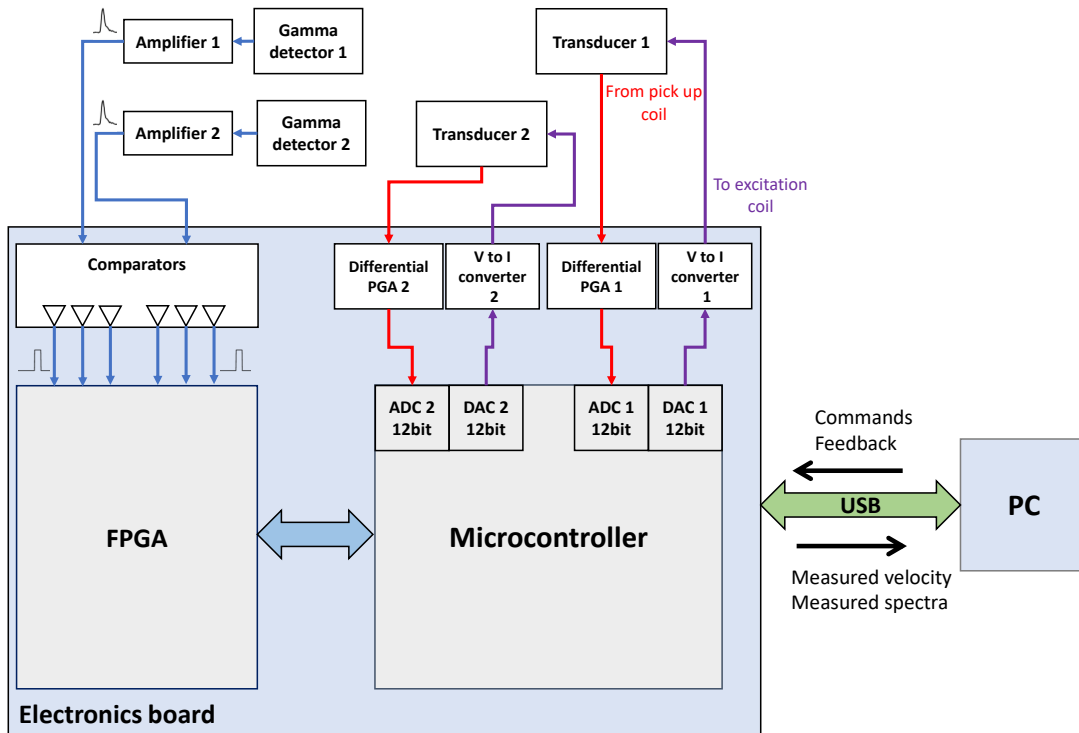 Amplifier 1
Gamma
detector 1
Transducer 1
From pick up
coil
Amplifier 2
Gamma
detector 2
Transducer 2
To excitation
coil
Comparators
Differential
PGA 2
V to I
converter
2
Differential
PGA 1
V to I
converter
1
ADC 2
12bit
DAC 2
12bit
ADC 1
12bit
DAC 1
12bit
Commands
Feedback
FPGA
Microcontroller
USB
PC
Measured velocity
Measured spectra
Electronics board